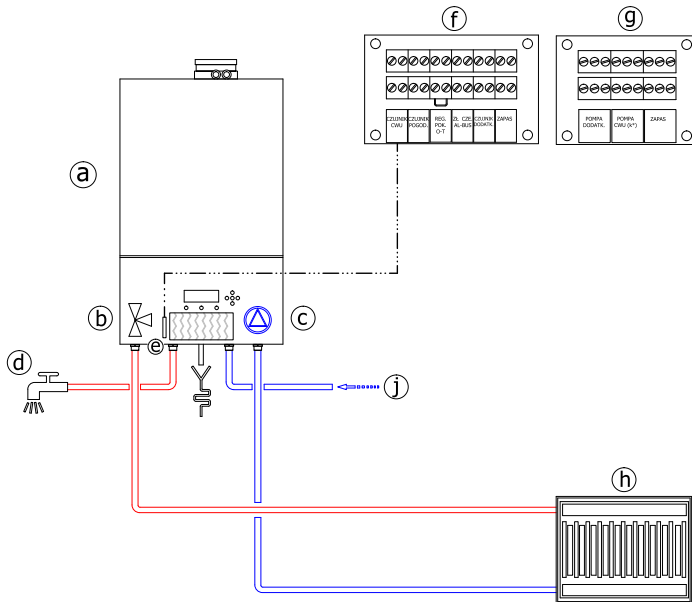 f
g
CZUJNIK
CWU
CZUJNIK
POGOD.
REG.
POK.
O-T
ZŁ. CZE.
AL-BUS
CZUJNIK
DODATK.
ZAPAS
POMPA
DODATK.
POMPA
CWU (k*)
ZAPAS
a
b
c
e
d
j
h